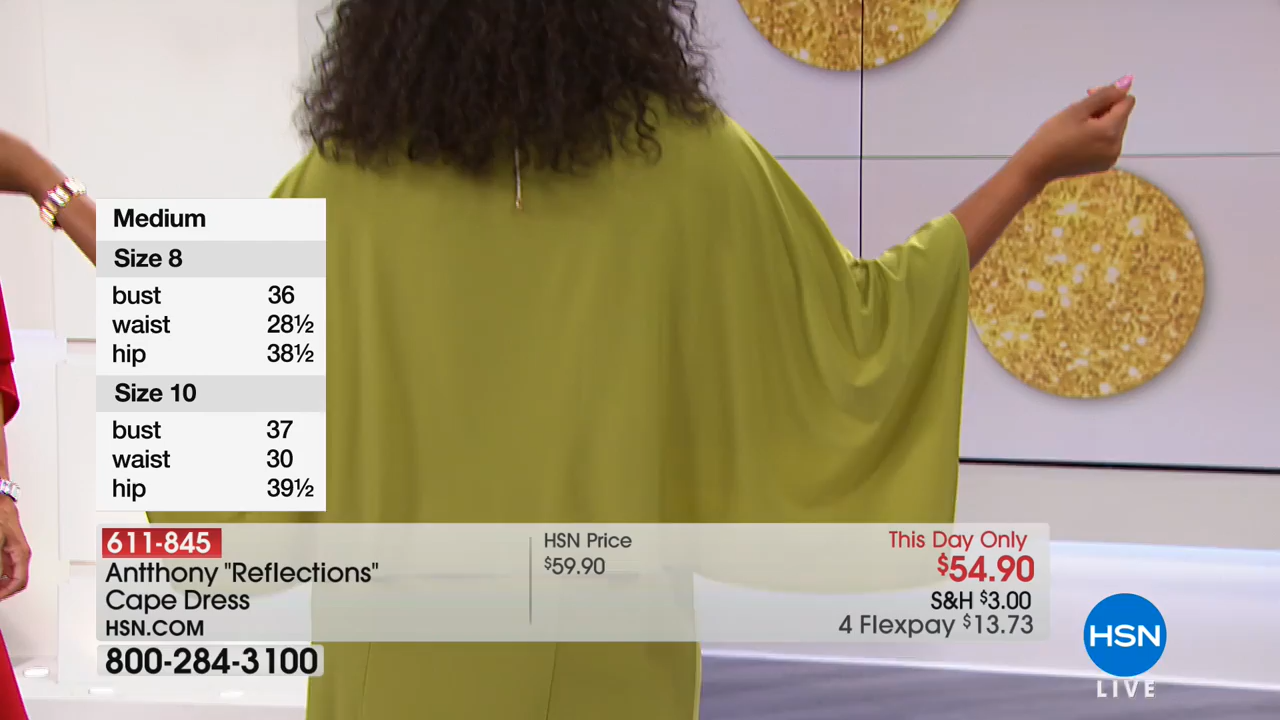 Medium
Size 8
bust 36
waist 28½
hip 38½
Size 10
bust 37
waist 30
hip 39½
611-845
Antthony "Reflections"
Cape Dress
HSN.COM
800-284-3100
HSN Price
$59.90
This Day Only
$54.90
S&H $3.00
4 Flexpay $13.73
HSN
LIVE